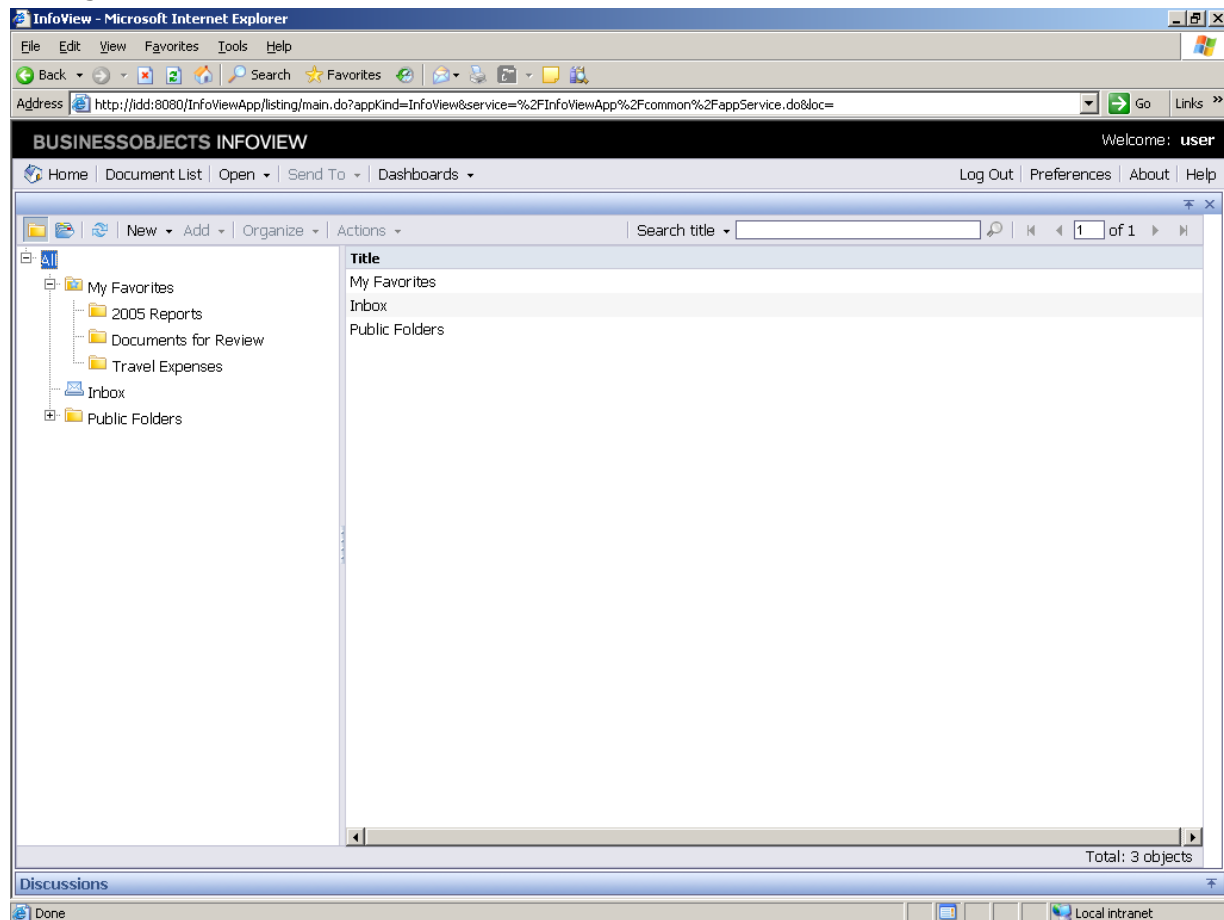 InfoView - Microsoft Internet Explorer
File Edit View Favorites Tools Help
Back Search Favorites
Address http://idd:8080/InfoViewApp/listing/main.do?appKind=InfoView&service=%2FInfoViewApp%2Fcommon%2FappService.do&loc= Go Links »
BUSINESSOBJECTS INFOVIEW Welcome: user
Home Document List Open Send To Dashboards Log Out Preferences About Help
New Add Organize Actions Search title 1 of 1
All
Title
My Favorites
My Favorites
2005 Reports
Inbox
Documents for Review
Public Folders
Travel Expenses
Inbox
Public Folders
Total: 3 objects
Discussions
Done Local intranet